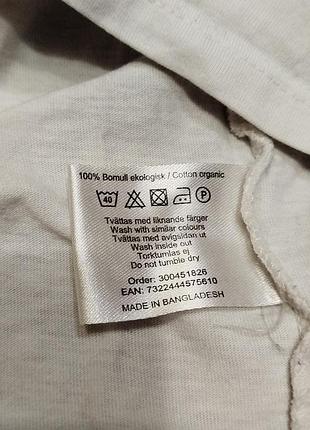 100% Bomull ekologisk / Cotton organic
40 P
Tvättas med liknande färger
Wash with similar colours
Tvättas med avigsidan ut
Wash inside out
Torktumlas ej
Do not tumble dry
Order: 300451826
EAN: 7322444575610
MADE IN BANGLADESH